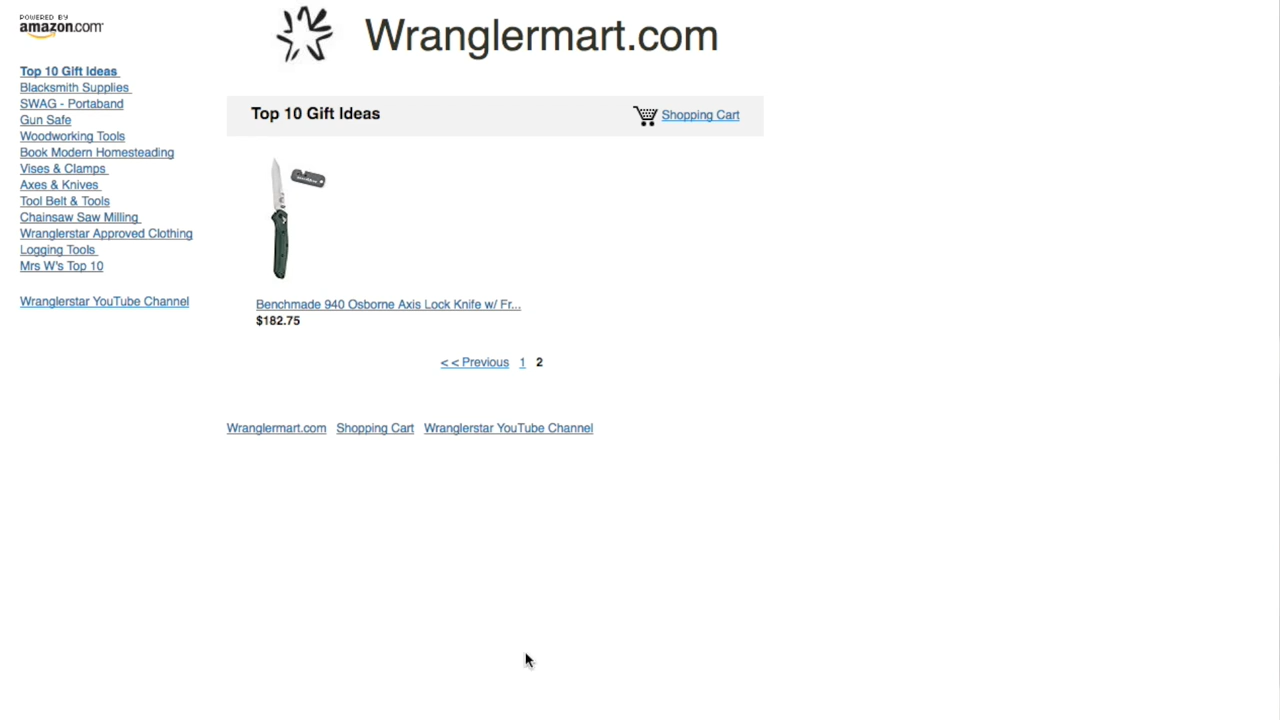 POWERED BY
amazon.com
Wranglermart.com
Top 10 Gift Ideas
Blacksmith Supplies
SWAG - Portaband
Gun Safe
Woodworking Tools
Book Modern Homesteading
Vises & Clamps
Axes & Knives
Tool Belt & Tools
Chainsaw Saw Milling
Wranglerstar Approved Clothing
Logging Tools
Mrs W's Top 10
Wranglerstar YouTube Channel
Top 10 Gift Ideas
Shopping Cart
Benchmade 940 Osborne Axis Lock Knife w/ Fr...
$182.75
< < Previous 1 2
Wranglermart.com Shopping Cart Wranglerstar YouTube Channel